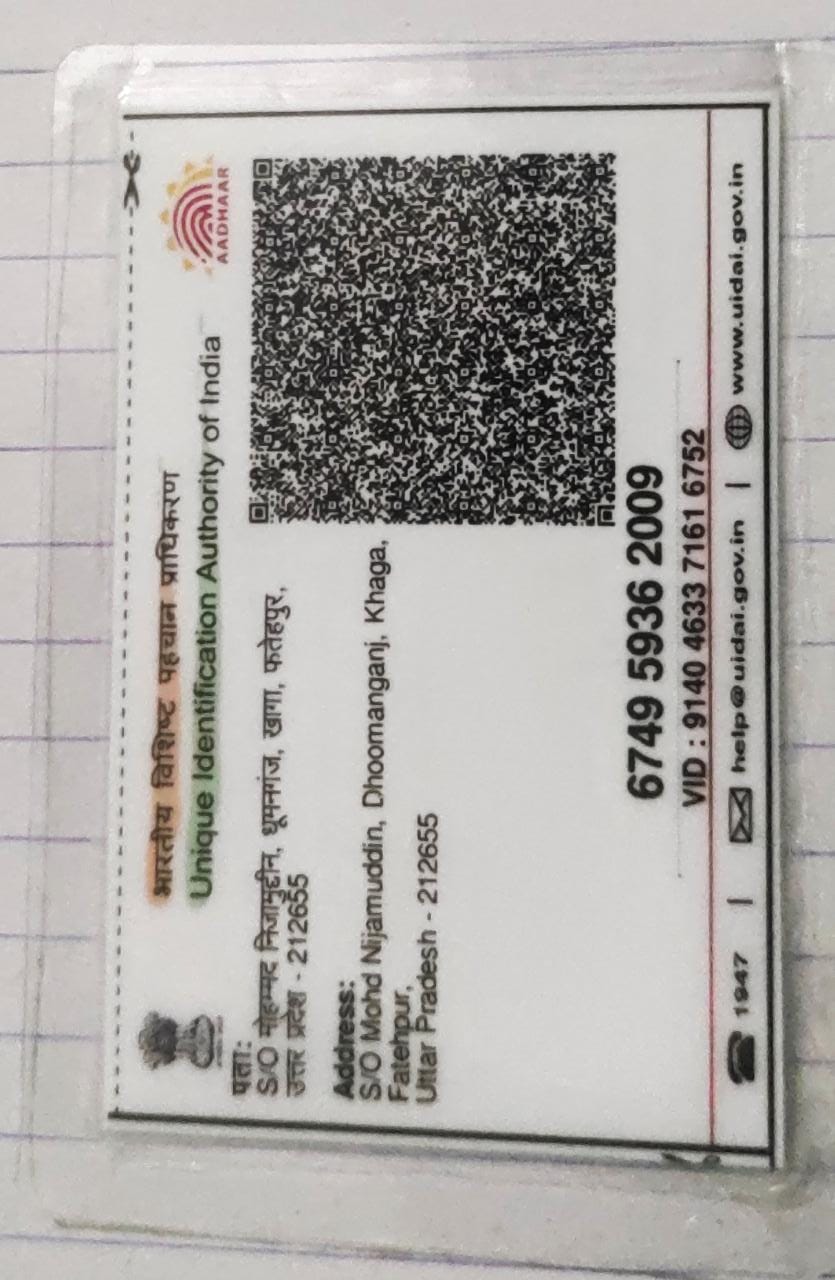 भारतीय विशिष्ट पहचान प्राधिकरण
Unique Identification Authority of India
AADHAAR
पता:
S/O मोहम्मद निजामुद्दीन, धूमनगंज, खागा, फतेहपुर,
उत्तर प्रदेश - 212655
Address:
S/O Mohd Nijamuddin, Dhoomanganj, Khaga,
Fatehpur,
Uttar Pradesh - 212655
6749 5936 2009
VID : 9140 4633 7161 6752
1947 | help@uidai.gov.in | www.uidai.gov.in